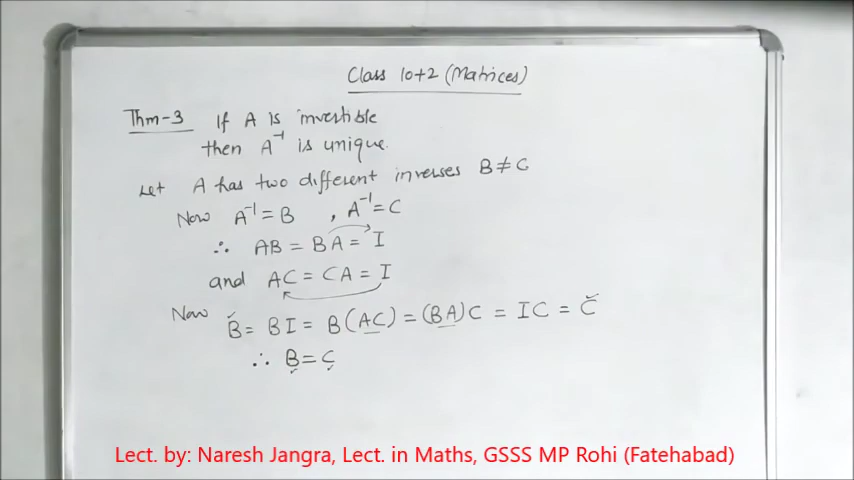 Class 10+2 (Matrices)
Thm-3 If A is invertible
then A⁻¹ is unique.
Let A has two different inverses B ≠ C
Now A⁻¹ = B , A⁻¹ = C
∴ AB = BA = I
and AC = CA = I
Now B = BI = B(AC) = (BA)C = IC = C
∴ B = C
Lect. by: Naresh Jangra, Lect. in Maths, GSSS MP Rohi (Fatehabad)